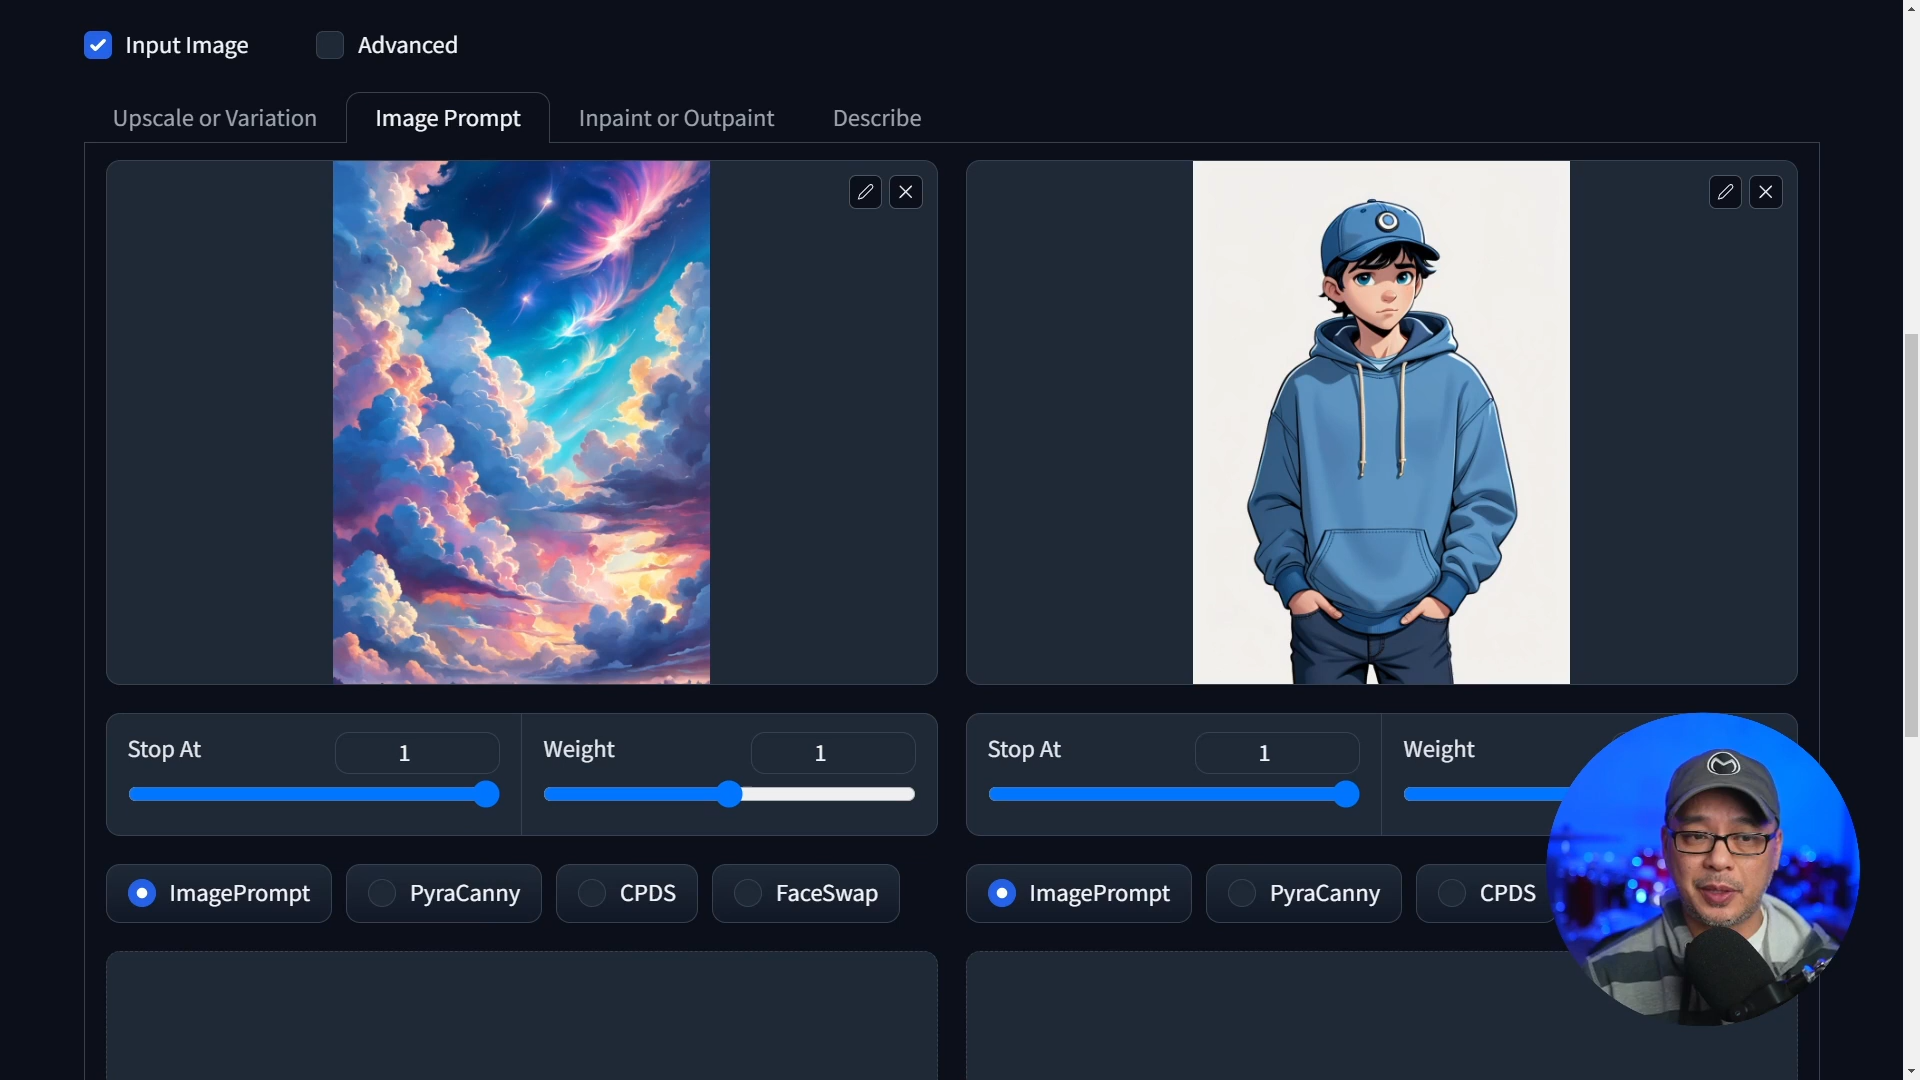 Input Image Advanced
Upscale or Variation Image Prompt Inpaint or Outpaint Describe
Stop At 1 Weight 1 Stop At 1 Weight
ImagePrompt PyraCanny CPDS FaceSwap ImagePrompt PyraCanny CPDS